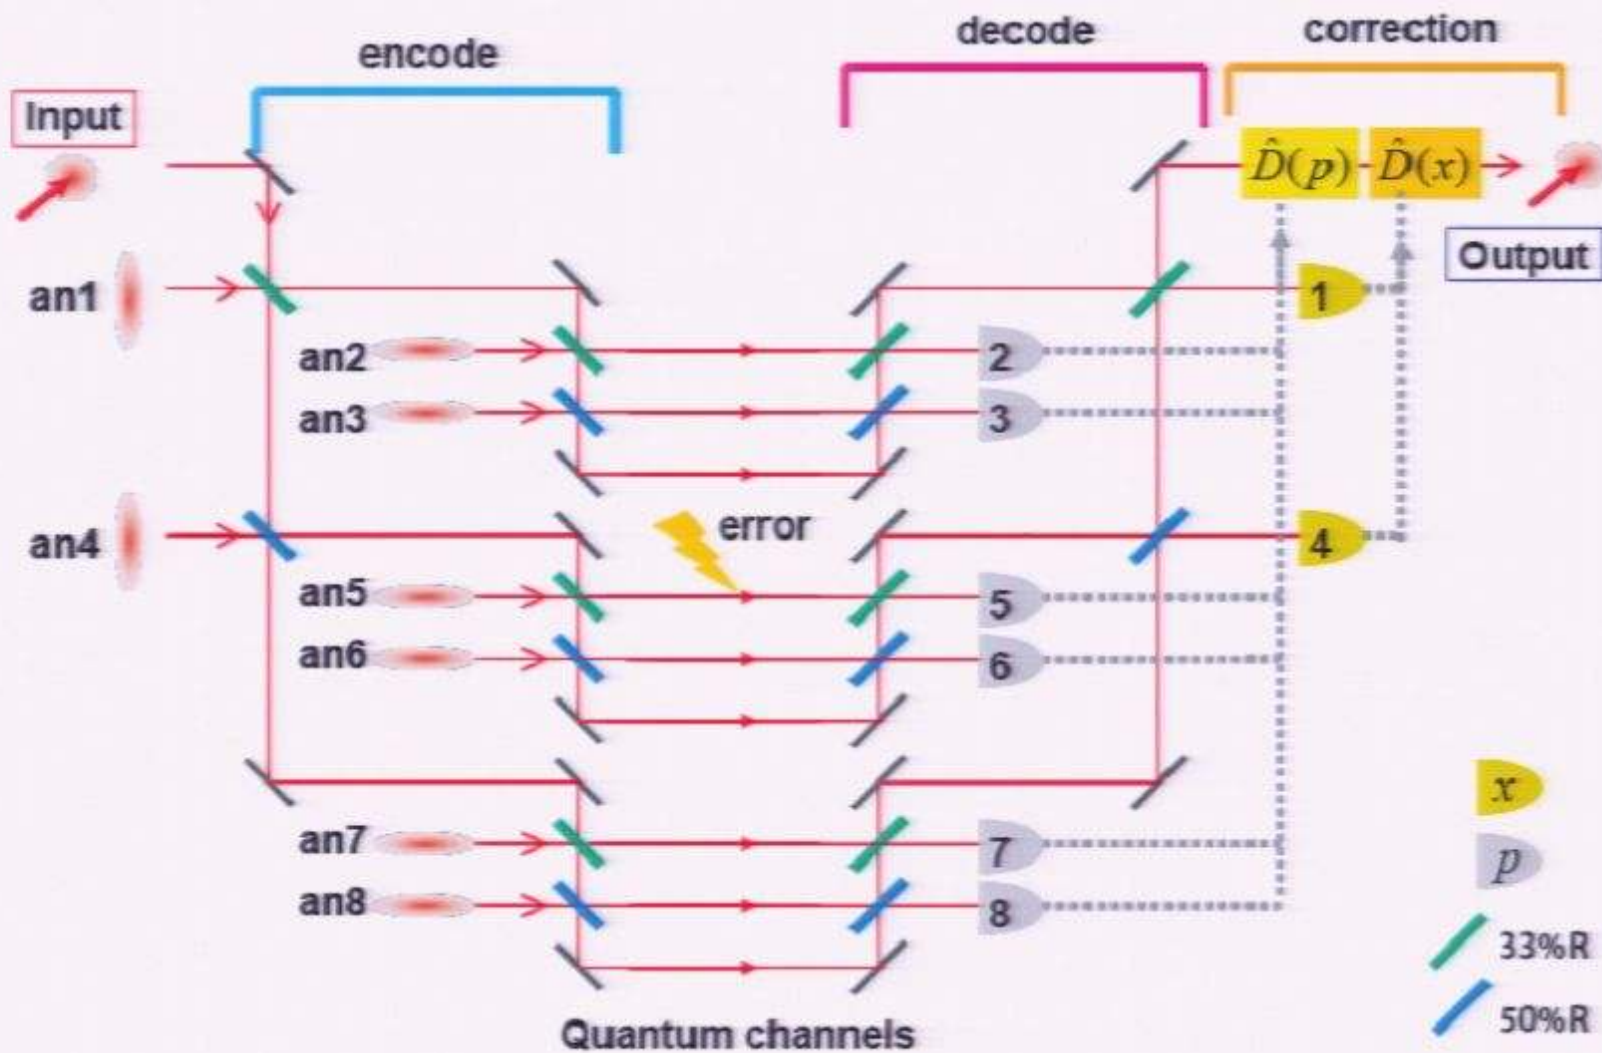 encode
decode
correction
Input
D̂(p)
D̂(x)
Output
an1
1
an2
2
an3
3
error
an4
4
an5
5
an6
6
an7
7
an8
8
x
p
33%R
50%R
Quantum channels